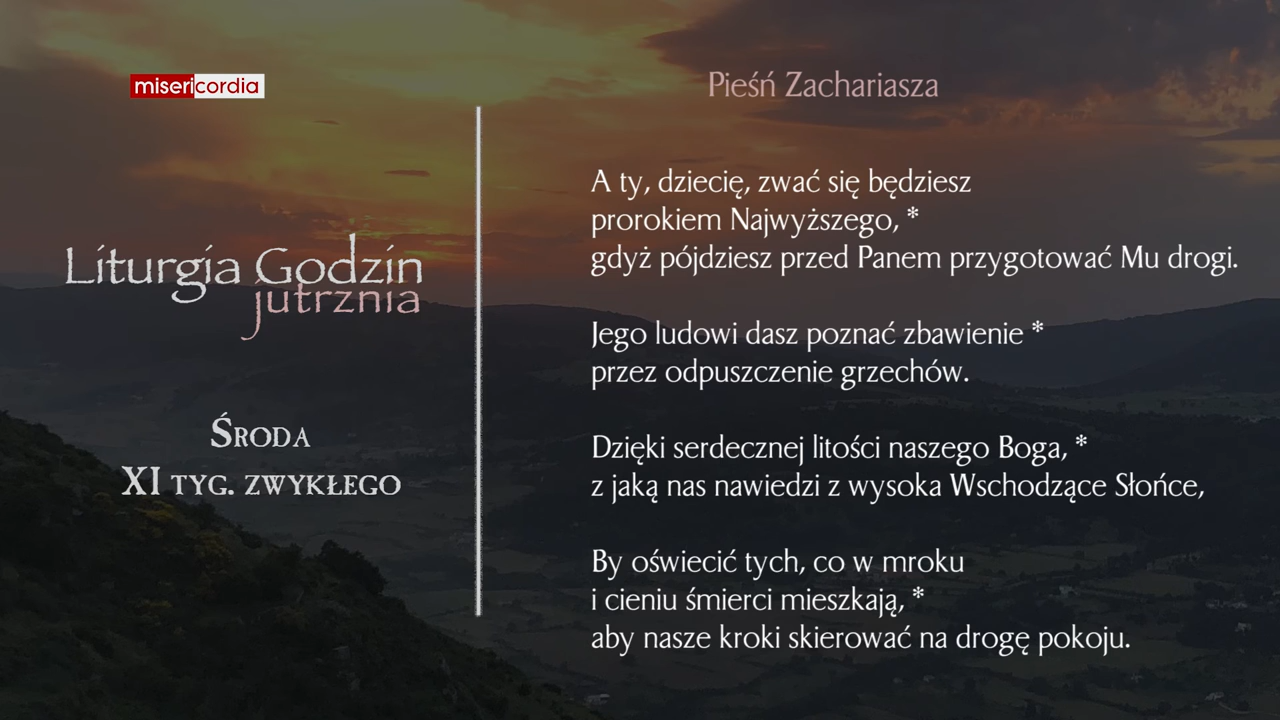 misericordia
Liturgia Godzin
jutrznia
Środa
XI tyg. zwykłego
Pieśń Zachariasza
A ty, dziecię, zwać się będziesz
prorokiem Najwyższego, *
gdyż pójdziesz przed Panem przygotować Mu drogi.
Jego ludowi dasz poznać zbawienie *
przez odpuszczenie grzechów.
Dzięki serdecznej litości naszego Boga, *
z jaką nas nawiedzi z wysoka Wschodzące Słońce,
By oświecić tych, co w mroku
i cieniu śmierci mieszkają, *
aby nasze kroki skierować na drogę pokoju.